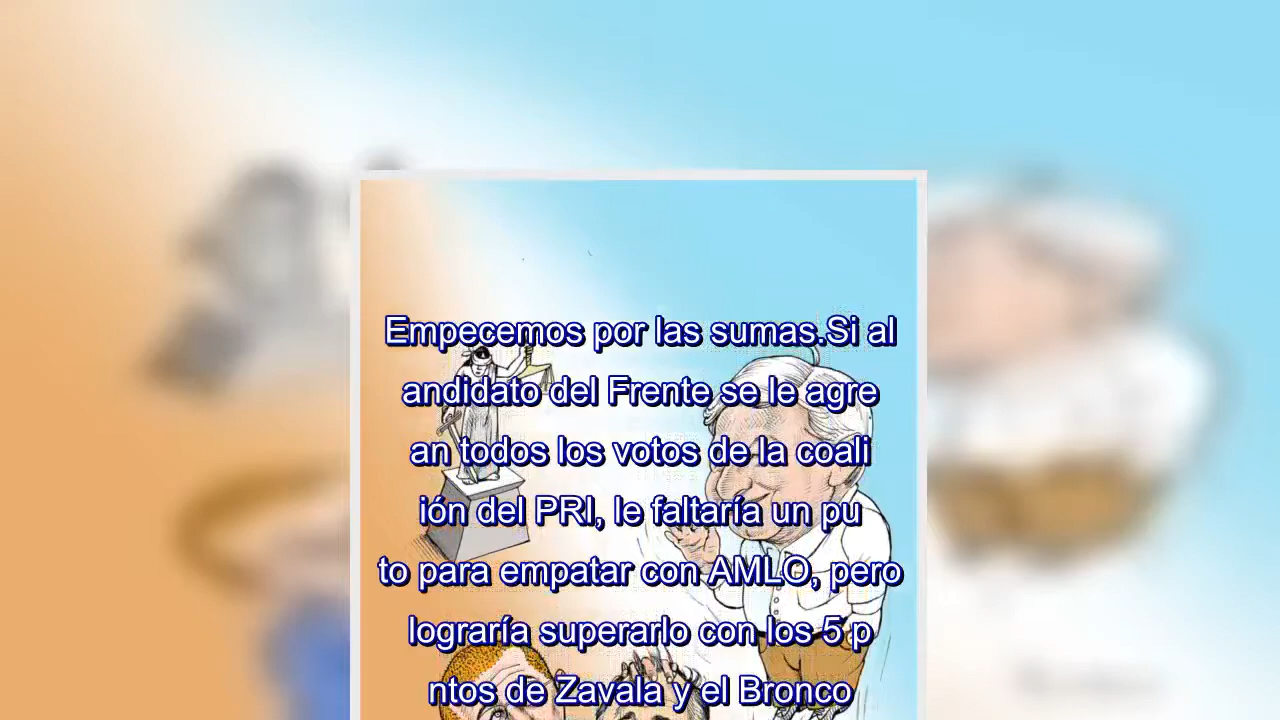 Empecemos por las sumas.Si al
andidato del Frente se le agre
an todos los votos de la coali
ión del PRI, le faltaría un pu
to para empatar con AMLO, pero
lograría superarlo con los 5 p
ntos de Zavala y el Bronco